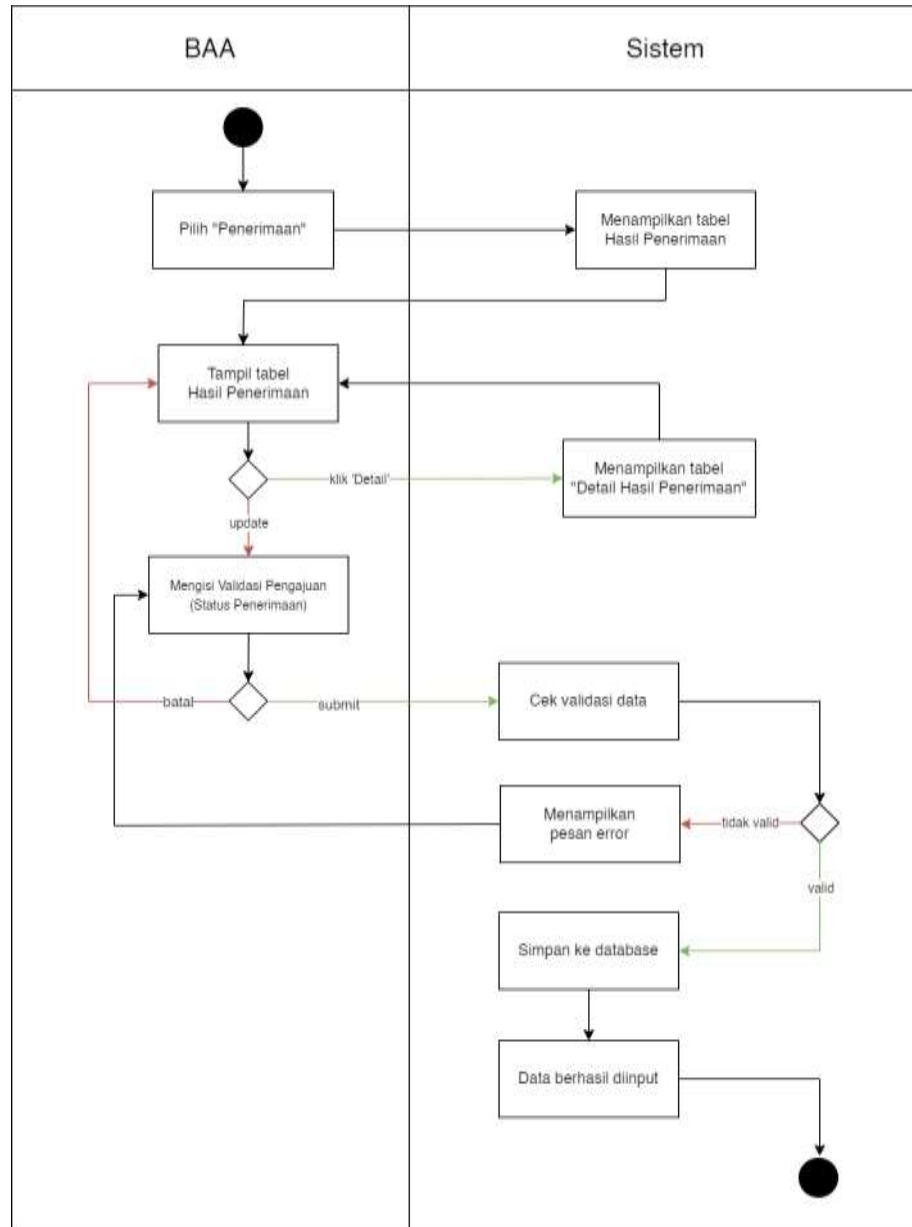 BAA
Sistem
Pilih "Penerimaan"
Menampilkan tabel
Hasil Penerimaan
Tampil tabel
Hasil Penerimaan
klik 'Detail'
Menampilkan tabel
"Detail Hasil Penerimaan"
update
Mengisi Validasi Pengajuan
(Status Penerimaan)
batal
submit
Cek validasi data
Menampilkan
pesan error
tidak valid
valid
Simpan ke database
Data berhasil diinput